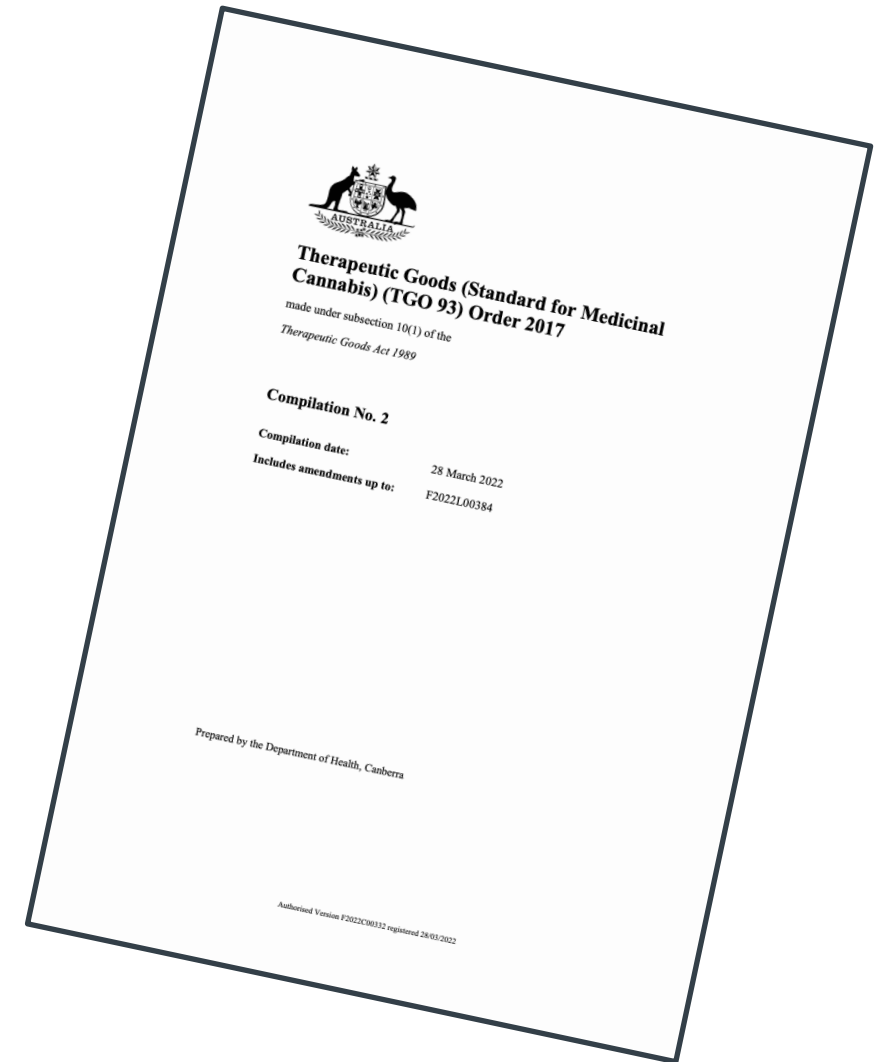 AUSTRALIA
Therapeutic Goods (Standard for Medicinal
Cannabis) (TGO 93) Order 2017
made under subsection 10(1) of the
Therapeutic Goods Act 1989
Compilation No. 2
Compilation date: 28 March 2022
Includes amendments up to: F2022L00384
Prepared by the Department of Health, Canberra
Authorised Version F2022C00332 registered 28/03/2022